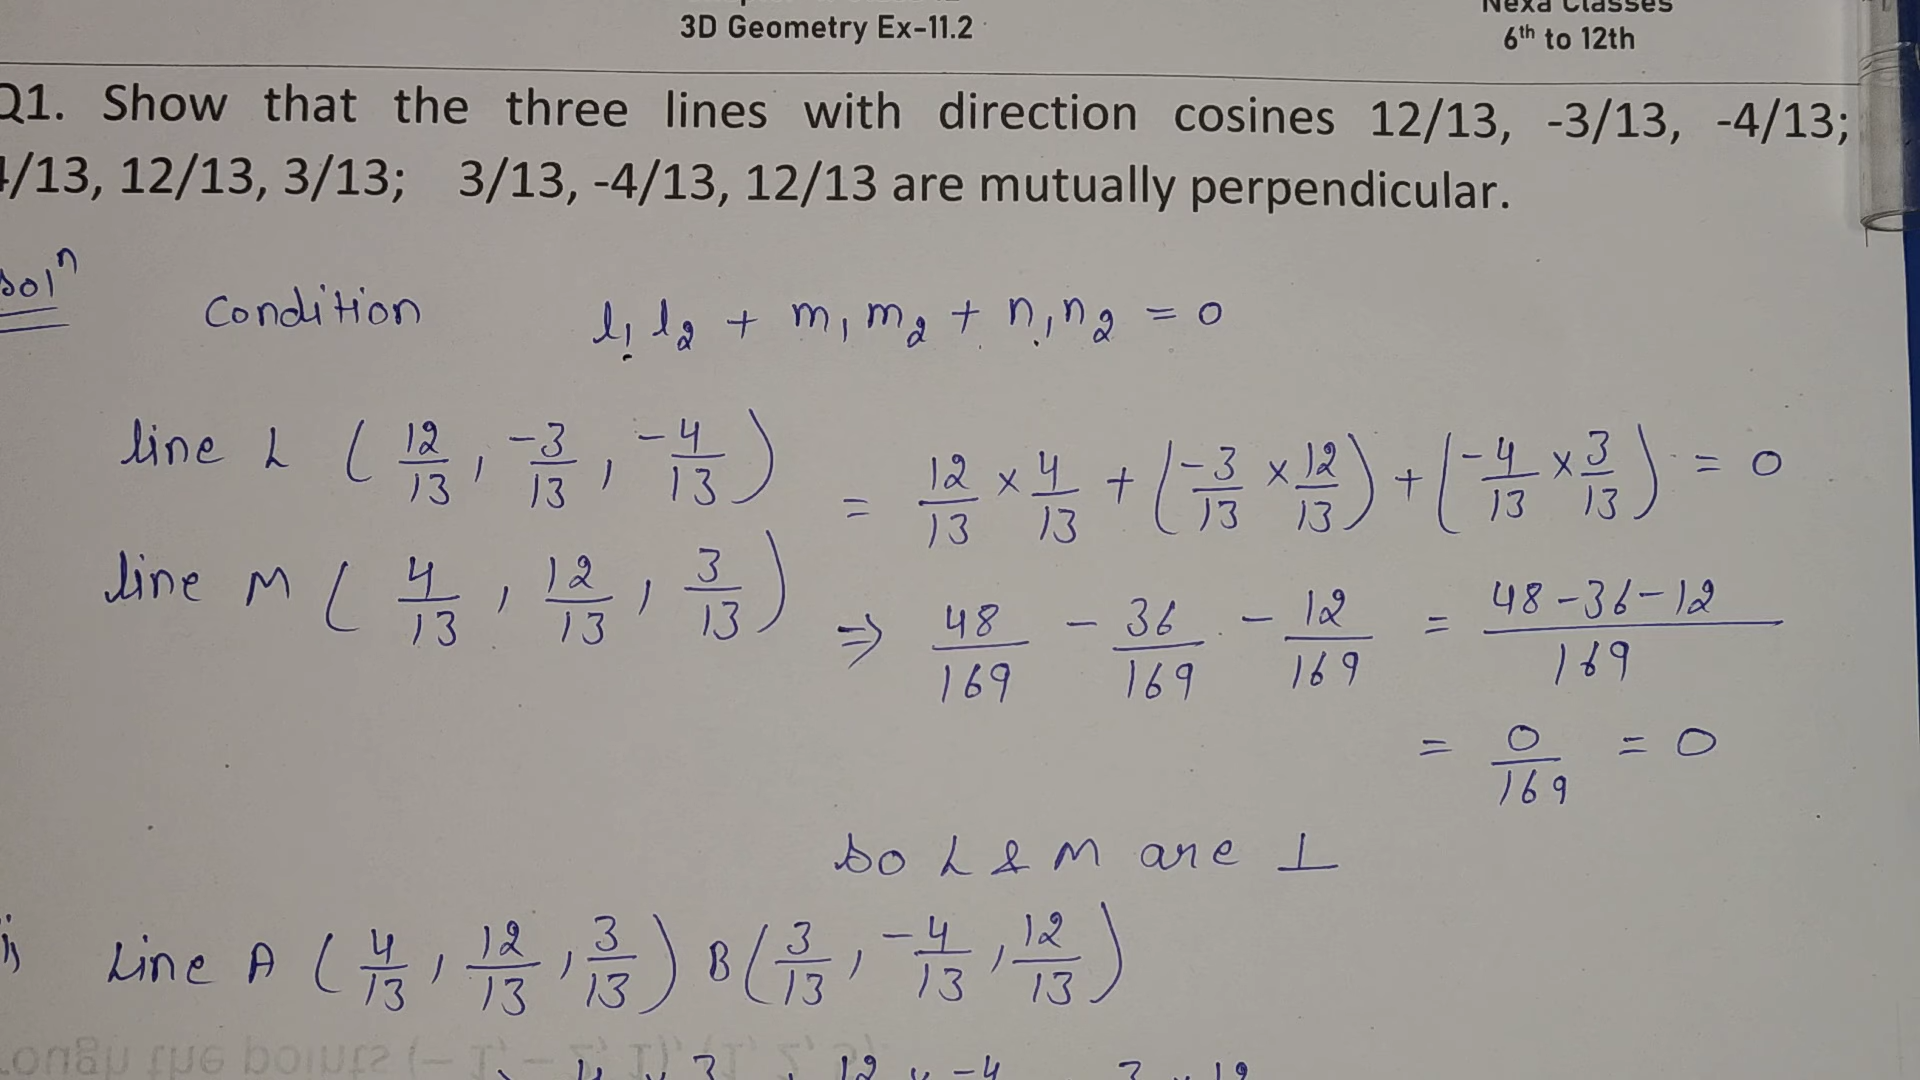 3D Geometry Ex-11.2
Nexa Classes
6th to 12th
Q1. Show that the three lines with direction cosines 12/13, -3/13, -4/13;
4/13, 12/13, 3/13; 3/13, -4/13, 12/13 are mutually perpendicular.
solⁿ
Condition l₁ l₂ + m₁ m₂ + n₁ n₂ = 0
line L (12/13, -3/13, -4/13) = 12/13 × 4/13 + (-3/13 × 12/13) + (-4/13 × 3/13) = 0
line M (4/13, 12/13, 3/13) ⇒ 48/169 - 36/169 - 12/169 = 48-36-12/169
= 0/169 = 0
so L & M are ⊥
Line A (4/13, 12/13, 3/13) B(3/13, -4/13, 12/13)